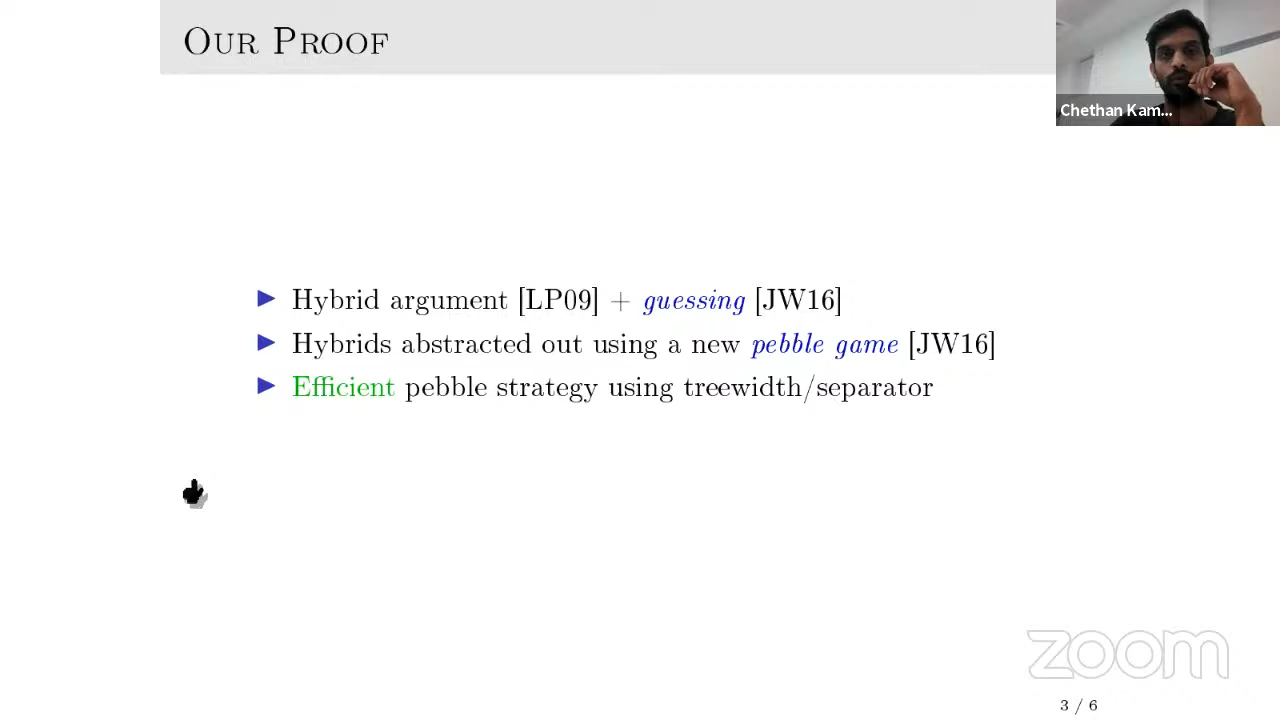 OUR PROOF
Chethan Kam...
▶ Hybrid argument [LP09] + guessing [JW16]
▶ Hybrids abstracted out using a new pebble game [JW16]
▶ Efficient pebble strategy using treewidth/separator
zoom
3 / 6